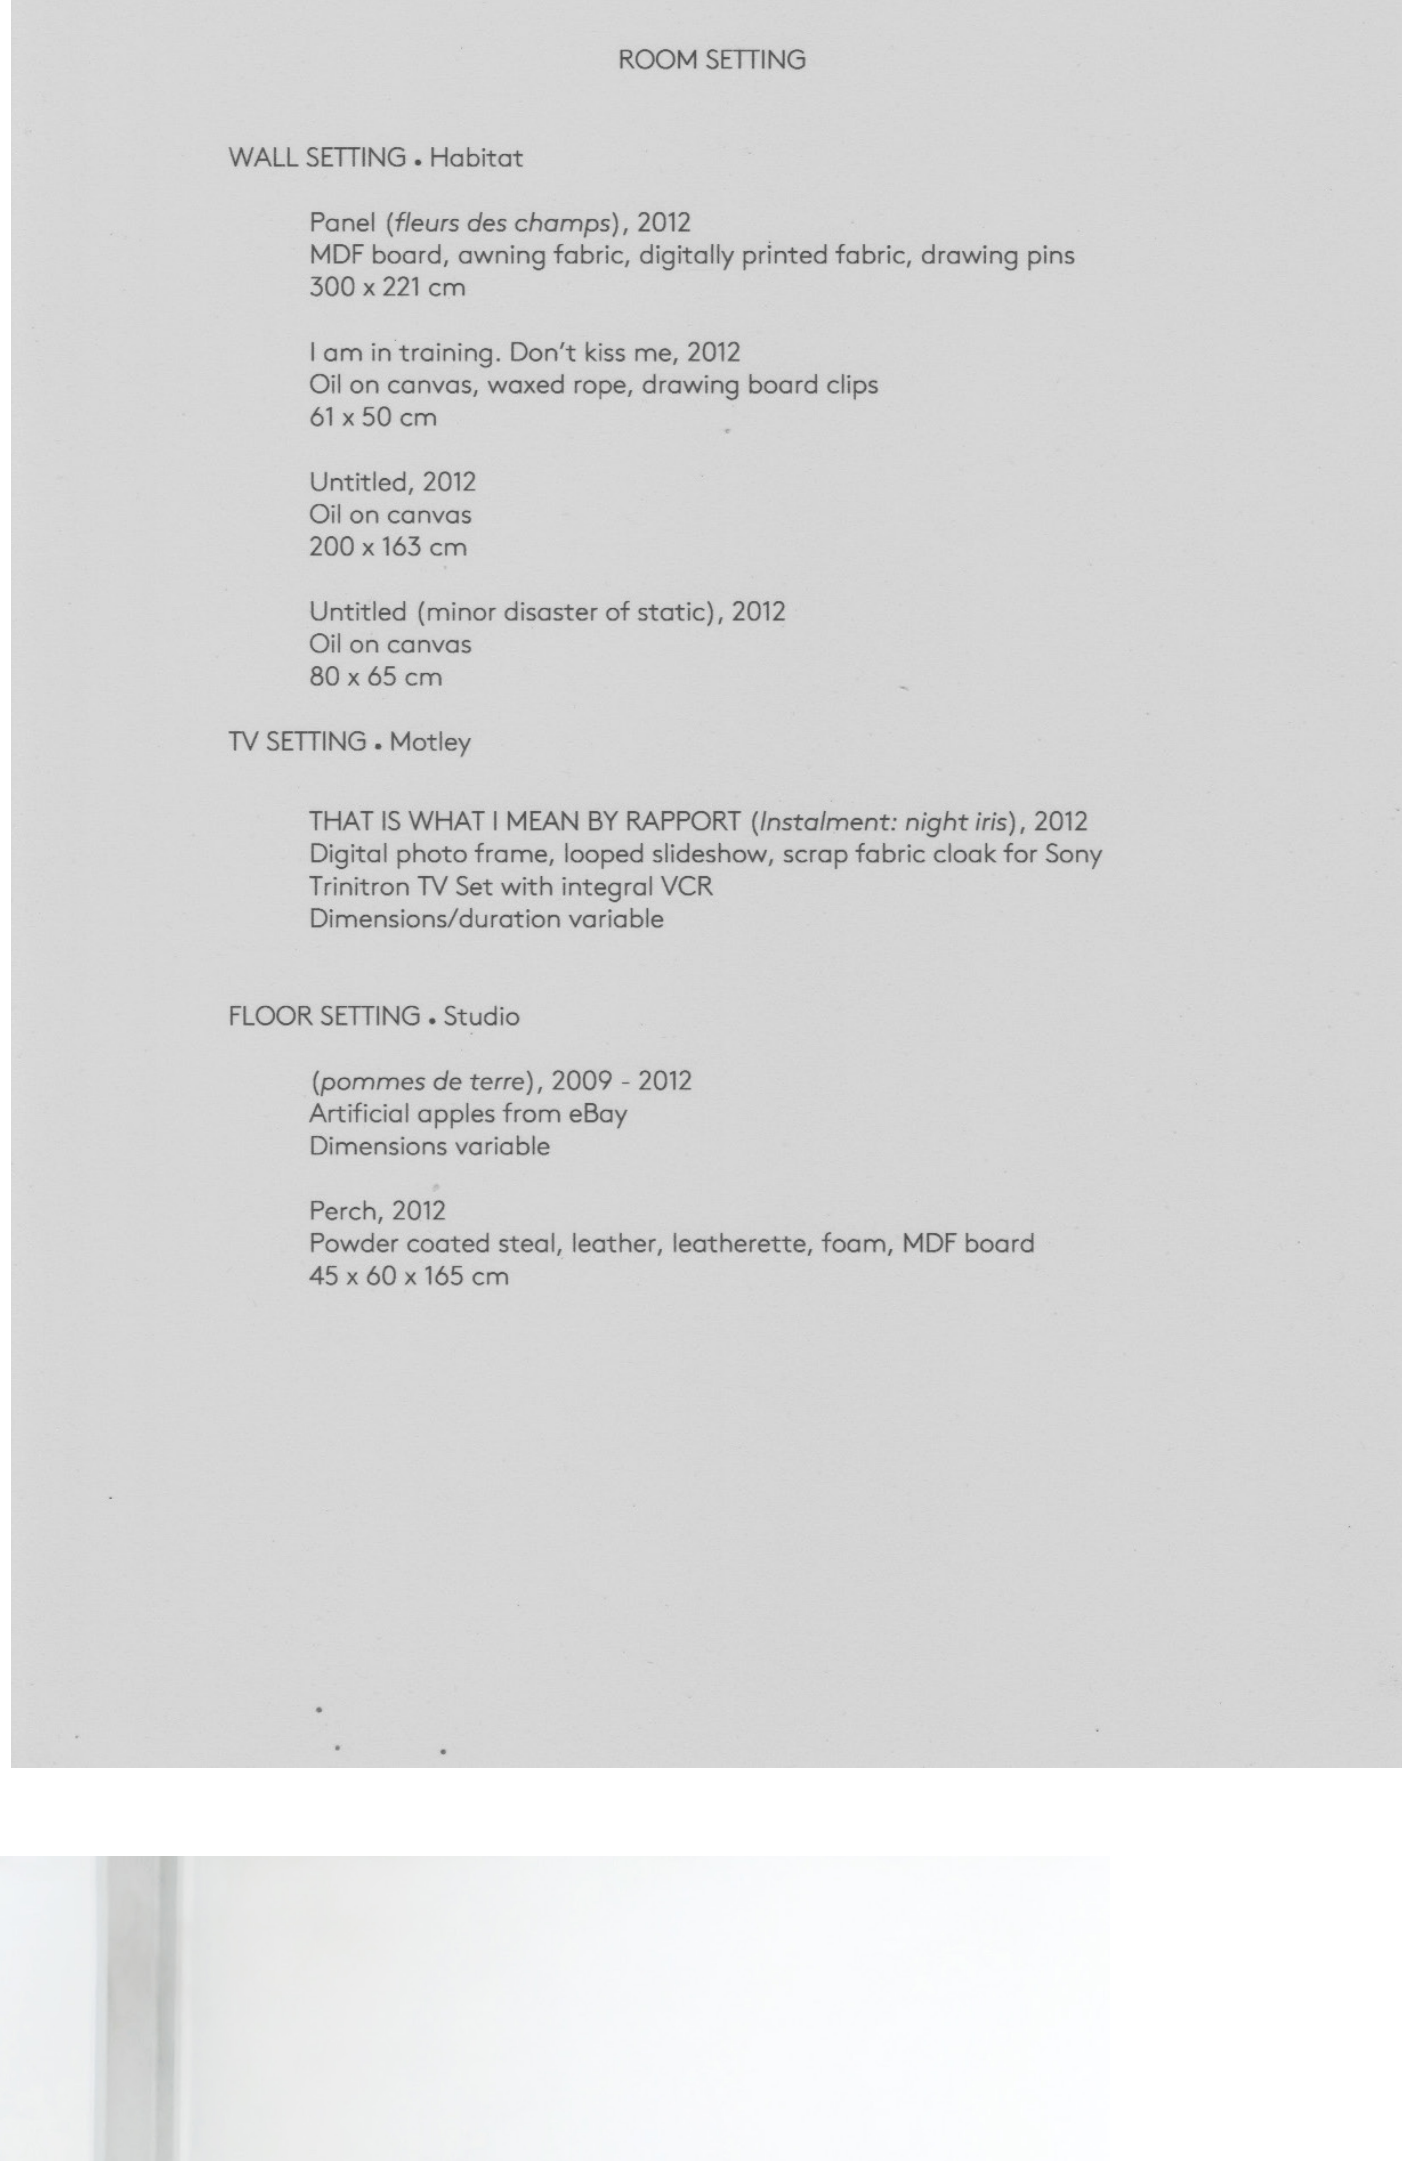 ROOM SETTING
WALL SETTING • Habitat
Panel (fleurs des champs), 2012
MDF board, awning fabric, digitally printed fabric, drawing pins
300 x 221 cm
I am in training. Don't kiss me, 2012
Oil on canvas, waxed rope, drawing board clips
61 x 50 cm
Untitled, 2012
Oil on canvas
200 x 163 cm
Untitled (minor disaster of static), 2012
Oil on canvas
80 x 65 cm
TV SETTING • Motley
THAT IS WHAT I MEAN BY RAPPORT (Instalment: night iris), 2012
Digital photo frame, looped slideshow, scrap fabric cloak for Sony
Trinitron TV Set with integral VCR
Dimensions/duration variable
FLOOR SETTING • Studio
(pommes de terre), 2009 - 2012
Artificial apples from eBay
Dimensions variable
Perch, 2012
Powder coated steal, leather, leatherette, foam, MDF board
45 x 60 x 165 cm